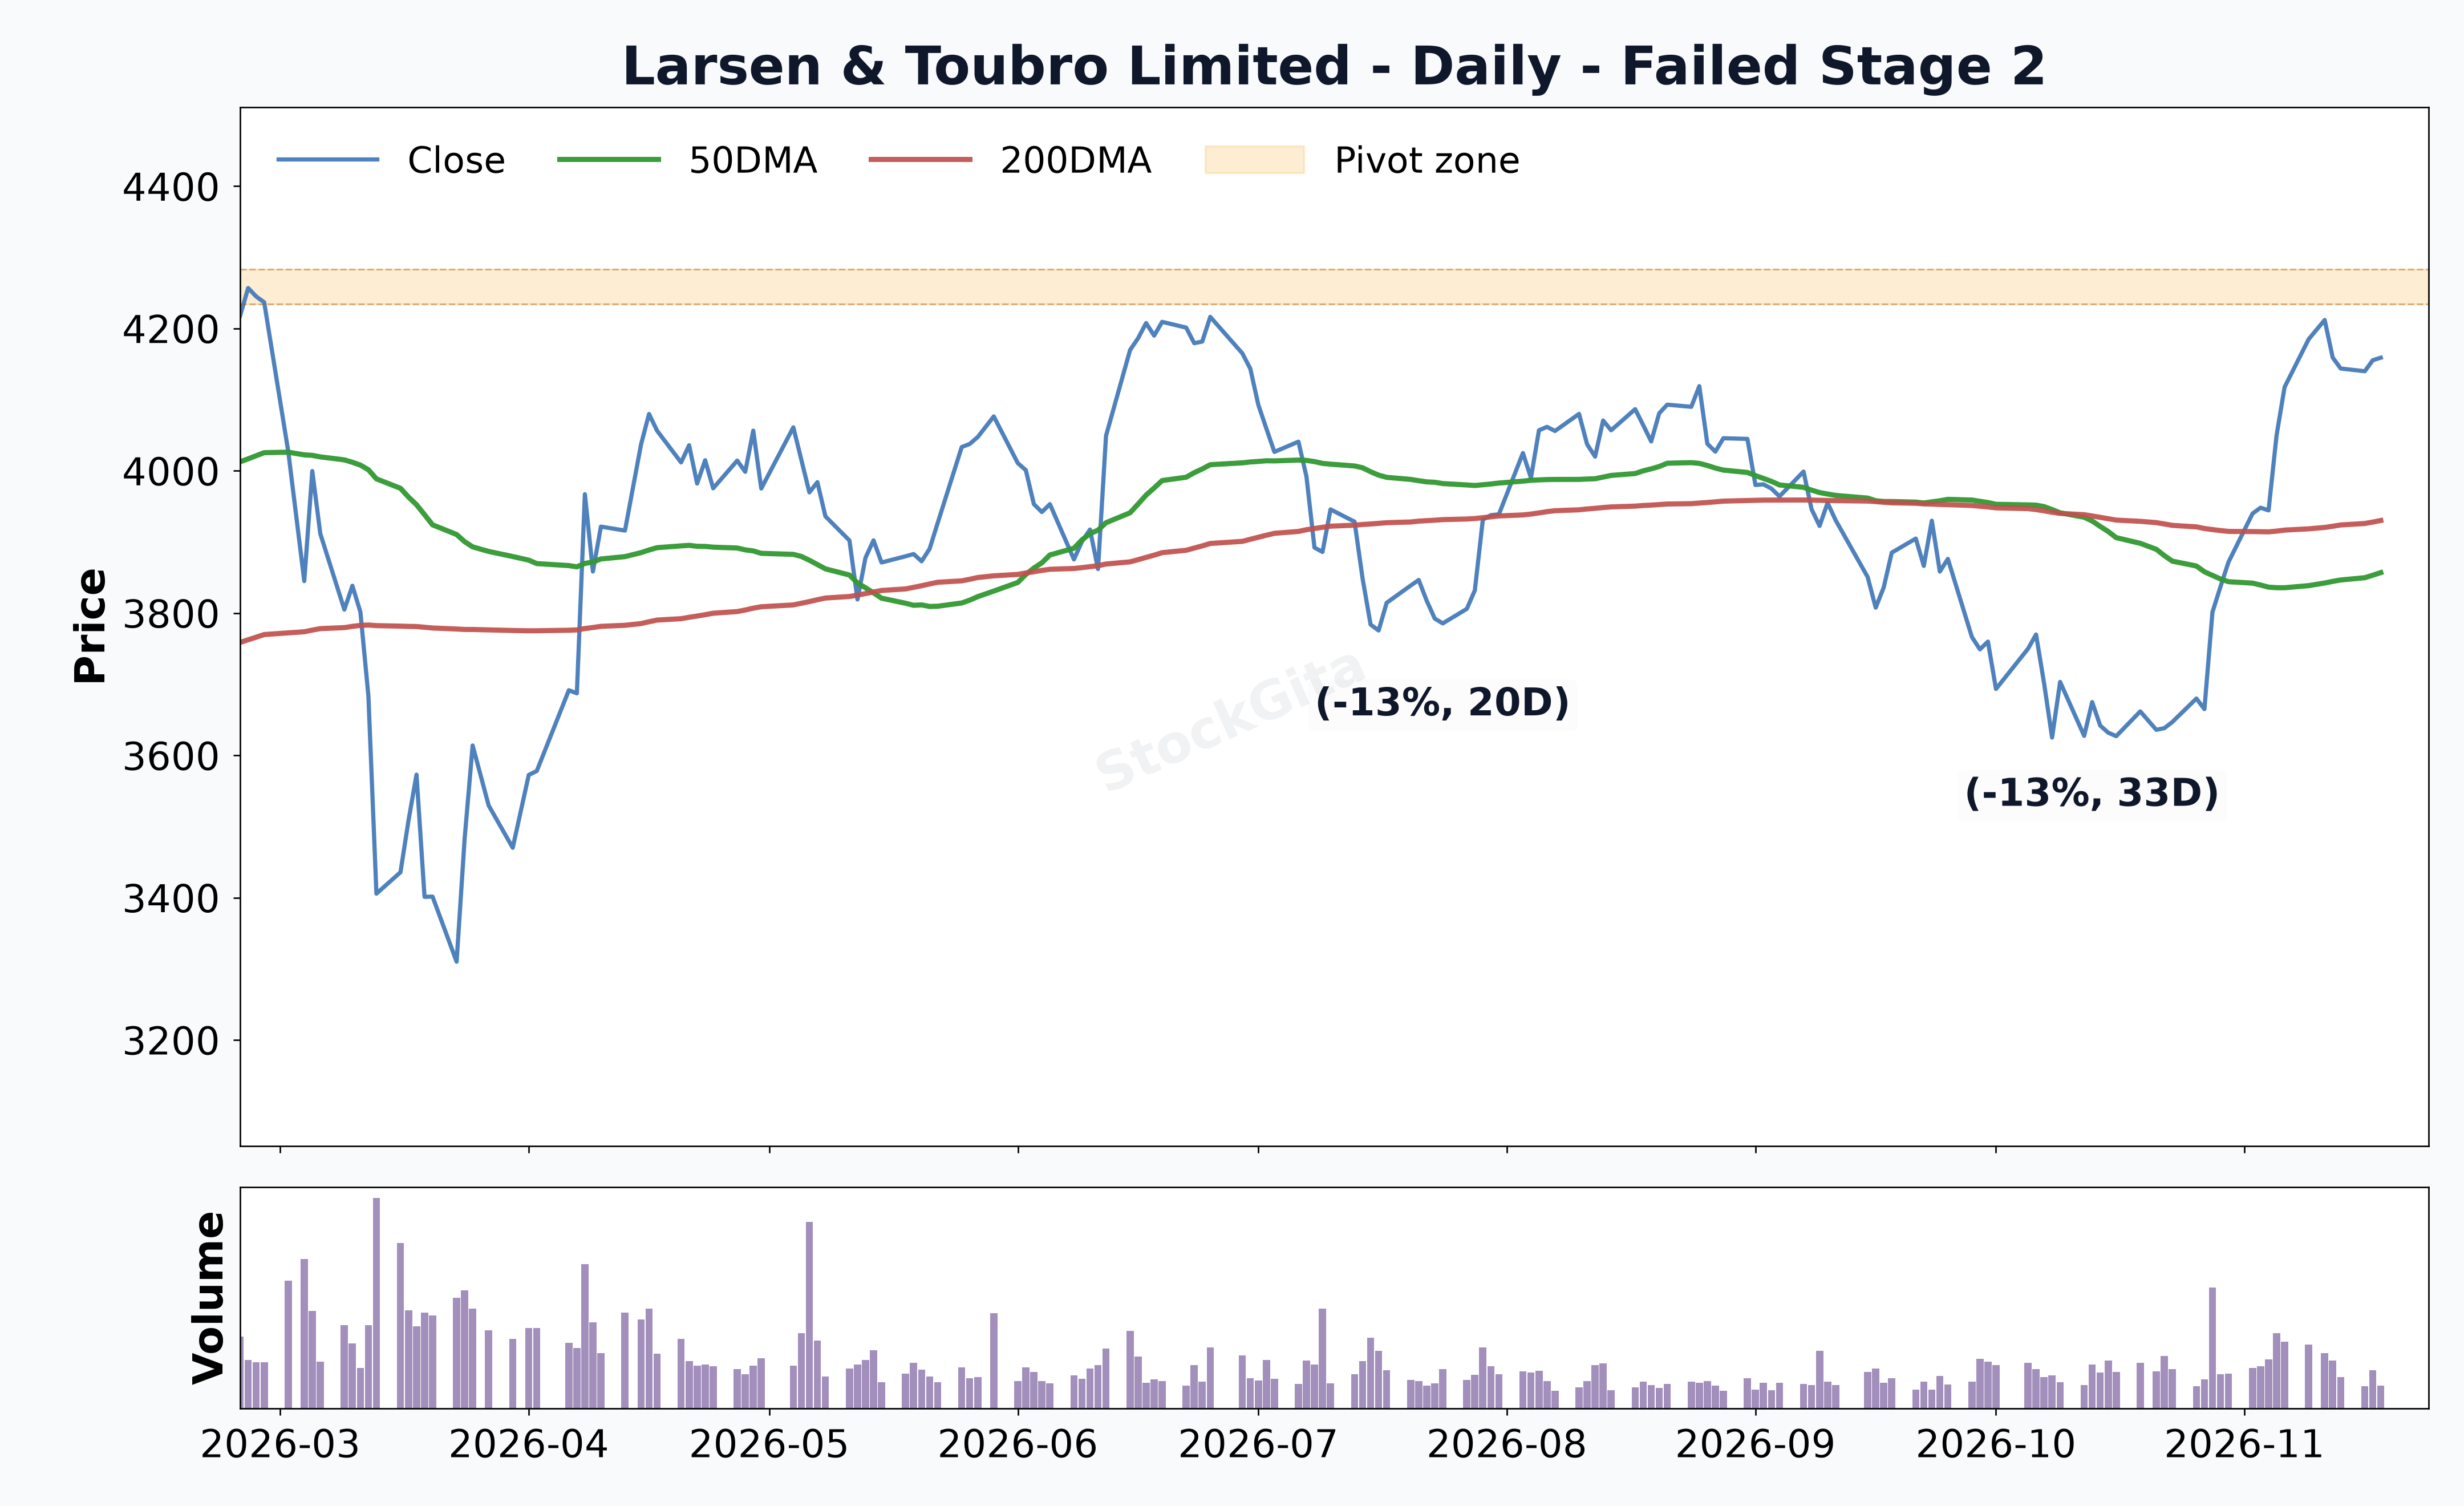 Larsen & Toubro Limited - Daily - Failed Stage 2
Close 50DMA 200DMA Pivot zone
4400
4200
4000
3800
3600
3400
3200
Price
StockGita
(-13%, 20D)
(-13%, 33D)
Volume
2026-03 2026-04 2026-05 2026-06 2026-07 2026-08 2026-09 2026-10 2026-11